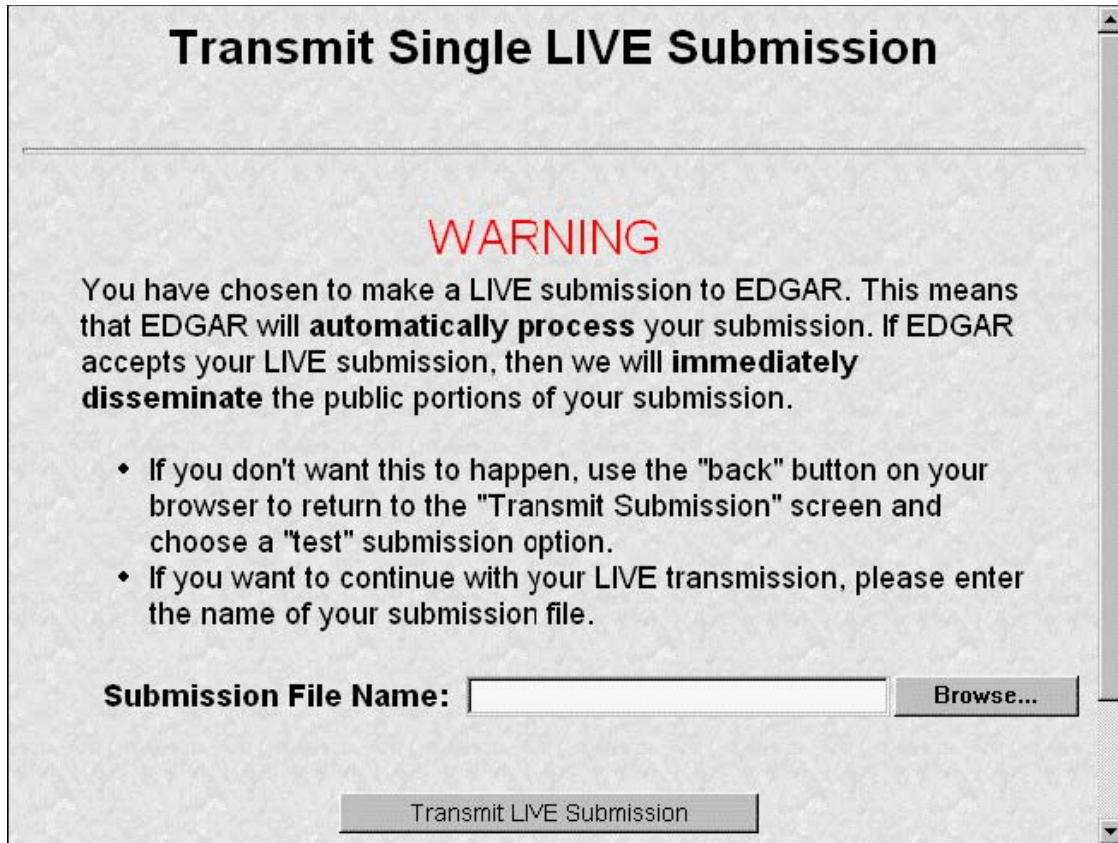 Transmit Single LIVE Submission
WARNING
You have chosen to make a LIVE submission to EDGAR. This means
that EDGAR will automatically process your submission. If EDGAR
accepts your LIVE submission, then we will immediately
disseminate the public portions of your submission.
• If you don't want this to happen, use the "back" button on your
browser to return to the "Transmit Submission" screen and
choose a "test" submission option.
• If you want to continue with your LIVE transmission, please enter
the name of your submission file.
Submission File Name: Browse...
Transmit LIVE Submission